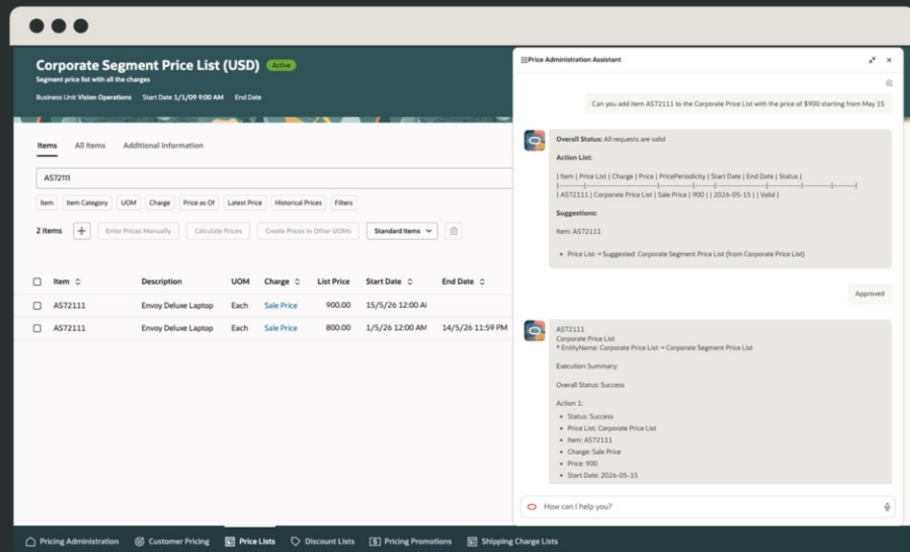 Corporate Segment Price List (USD) Active
Segment price list with all the charges
Business Unit Vision Operations Start Date 1/1/09 9:00 AM End Date
Items All Items Additional Information
AS72111
Item Item Category UOM Charge Price as Of Latest Price Historical Prices Filters
2 Items + Enter Prices Manually Calculate Prices Create Prices in Other UOMs Standard Items
Item Description UOM Charge List Price Start Date End Date
AS72111 Envoy Deluxe Laptop Each Sale Price 900.00 15/5/26 12:00 AM
AS72111 Envoy Deluxe Laptop Each Sale Price 800.00 1/5/26 12:00 AM 14/5/26 11:59 PM
Price Administration Assistant
Can you add item AS72111 to the Corporate Price List with the price of $900 starting from May 15
Overall Status: All requests are valid
Action List:
| Item | Price List | Charge | Price | PricePeriodicity | Start Date | End Date | Status |
| AS72111 | Corporate Price List | Sale Price | 900 | | 2026-05-15 | | Valid |
Suggestions:
Item: AS72111
• Price List → Suggested: Corporate Segment Price List (from Corporate Price List)
Approved
AS72111
Corporate Price List
* EntityName: Corporate Price List → Corporate Segment Price List
Execution Summary:
Overall Status: Success
Action 1:
• Status: Success
• Price List: Corporate Price List
• Item: AS72111
• Charge: Sale Price
• Price: 900
• Start Date: 2026-05-15
How can I help you?
Pricing Administration Customer Pricing Price Lists Discount Lists Pricing Promotions Shipping Charge Lists